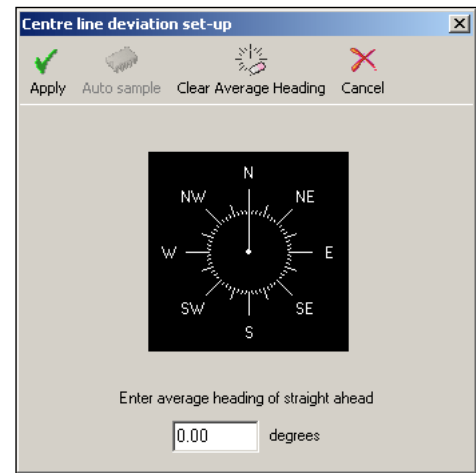 Centre line deviation set-up
Apply Auto sample Clear Average Heading Cancel
N
NW NE
W E
SW SE
S
Enter average heading of straight ahead
0.00 degrees